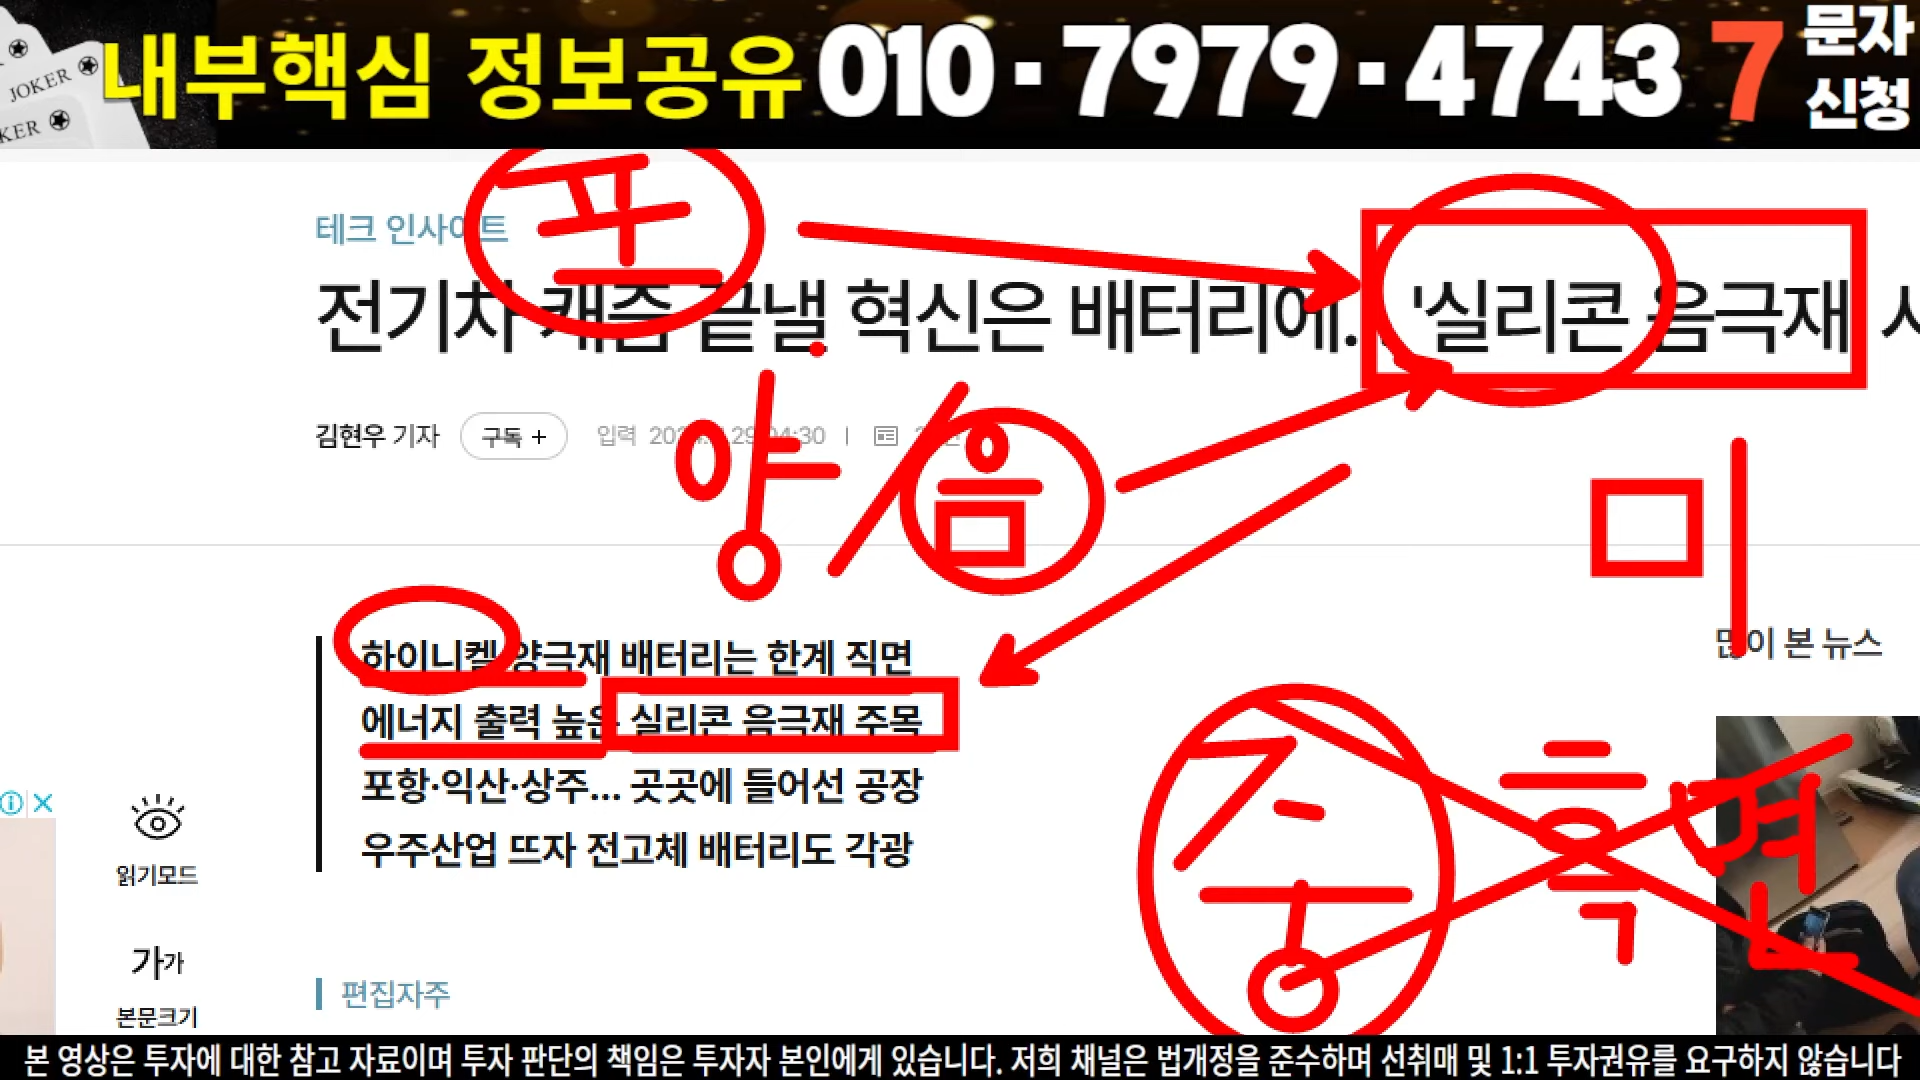 JOKER
KER
내부핵심 정보공유 010·7979·4743 7 문자
신청
테크 인사이트
포
전기차 캐즘 끝낼 혁신은 배터리에.. '실리콘 음극재
김현우 기자 구독 + 입력
양/음
미
하이니켈 양극재 배터리는 한계 직면
에너지 출력 높은 실리콘 음극재 주목
포항·익산·상주... 곳곳에 들어선 공장
우주산업 뜨자 전고체 배터리도 각광
많이 본 뉴스
중 흑연
읽기모드
가가
본문크기
편집자주
본 영상은 투자에 대한 참고 자료이며 투자 판단의 책임은 투자자 본인에게 있습니다. 저희 채널은 법개정을 준수하며 선취매 및 1:1 투자권유를 요구하지 않습니다